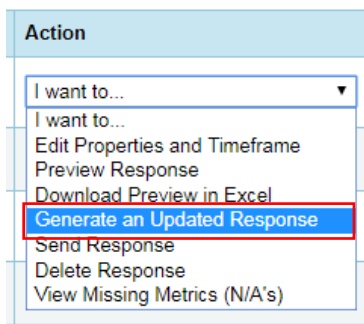 Action
I want to...
I want to...
Edit Properties and Timeframe
Preview Response
Download Preview in Excel
Generate an Updated Response
Send Response
Delete Response
View Missing Metrics (N/A's)